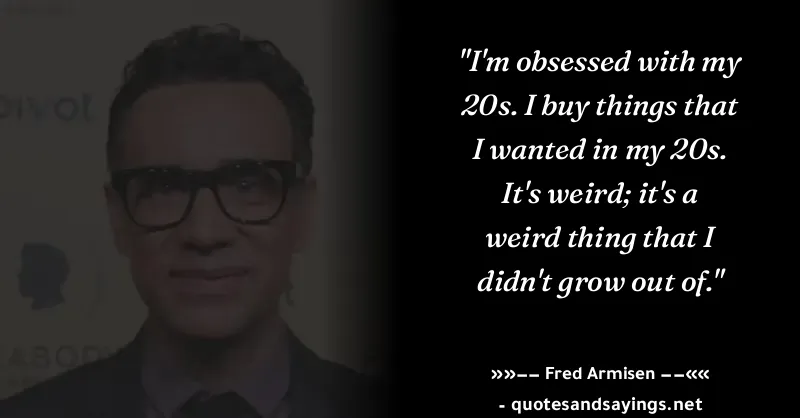 pivot
"I'm obsessed with my
20s. I buy things that
I wanted in my 20s.
It's weird; it's a
weird thing that I
didn't grow out of."
»»–– Fred Armisen ––««
- quotesandsayings.net